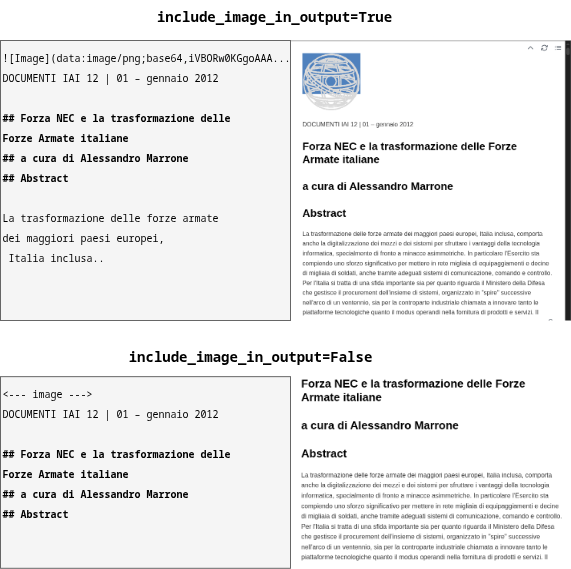 include_image_in_output=True
![Image](data:image/png;base64,iVBORw0KGgoAAA...
DOCUMENTI IAI 12 | 01 – gennaio 2012
## Forza NEC e la trasformazione delle
Forze Armate italiane
## a cura di Alessandro Marrone
## Abstract
La trasformazione delle forze armate
dei maggiori paesi europei,
Italia inclusa..
DOCUMENTI IAI 12 | 01 – gennaio 2012
Forza NEC e la trasformazione delle Forze
Armate italiane
a cura di Alessandro Marrone
Abstract
La trasformazione delle forze armate dei maggiori paesi europei, Italia inclusa, comporta
anche la digitalizzazione dei mezzi e dei sistemi per sfruttare i vantaggi della tecnologia
informatica, specialmente di fronte a minacce asimmetriche. In particolare l'Esercito sta
compiendo uno sforzo significativo per mettere in rete migliaia di equipaggiamenti e decine
di migliaia di soldati, anche tramite adeguati sistemi di comunicazione, comando e controllo.
Per l'Italia si tratta di una sfida importante sia per quanto riguarda il Ministero della Difesa
che gestisce il procurement dell'insieme di sistemi, organizzato in "spire" successive
nell'arco di un ventennio, sia per la controparte industriale chiamata a innovare tanto le
piattaforme tecnologiche quanto il modus operandi nella fornitura di prodotti e servizi. Il
include_image_in_output=False
<--- image --->
DOCUMENTI IAI 12 | 01 – gennaio 2012
## Forza NEC e la trasformazione delle
Forze Armate italiane
## a cura di Alessandro Marrone
## Abstract
Forza NEC e la trasformazione delle Forze
Armate italiane
a cura di Alessandro Marrone
Abstract
La trasformazione delle forze armate dei maggiori paesi europei, Italia inclusa, comporta
anche la digitalizzazione dei mezzi e dei sistemi per sfruttare i vantaggi della tecnologia
informatica, specialmente di fronte a minacce asimmetriche. In particolare l'Esercito sta
compiendo uno sforzo significativo per mettere in rete migliaia di equipaggiamenti e decine
di migliaia di soldati, anche tramite adeguati sistemi di comunicazione, comando e controllo.
Per l'Italia si tratta di una sfida importante sia per quanto riguarda il Ministero della Difesa
che gestisce il procurement dell'insieme di sistemi, organizzato in "spire" successive
nell'arco di un ventennio, sia per la controparte industriale chiamata a innovare tanto le
piattaforme tecnologiche quanto il modus operandi nella fornitura di prodotti e servizi. Il